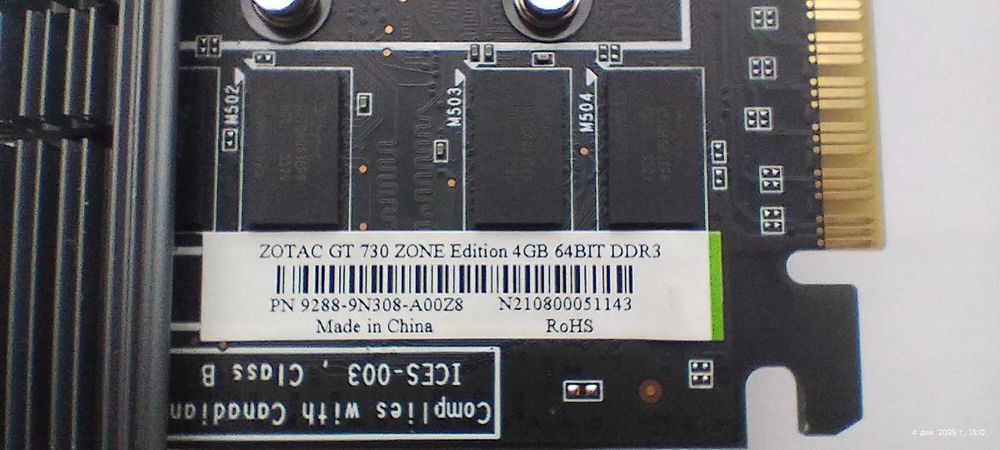 M502
M503
M504
ZOTAC GT 730 ZONE Edition 4GB 64BIT DDR3
PN 9288-9N308-A00Z8 N210800051143
Made in China RoHS
Complies with Canadian
ICES-003 , Class B
4 дек. 2025 г., 13:10